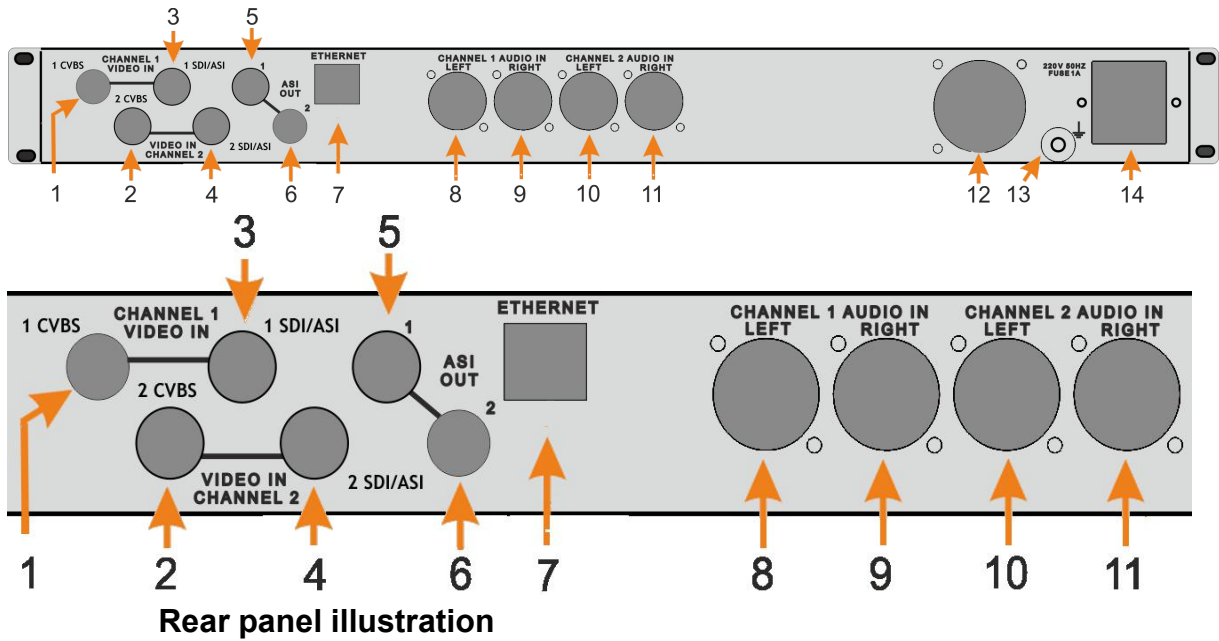 3 5
ETHERNET
CHANNEL 1 AUDIO IN CHANNEL 2 AUDIO IN
LEFT RIGHT LEFT RIGHT
1 CVBS CHANNEL 1 1 SDI/ASI 1
VIDEO IN
ASI
OUT
2 CVBS 2
VIDEO IN
CHANNEL 2 2 SDI/ASI
220V 50HZ
FUSE1A
1 2 4 6 7 8 9 10 11 12 13 14
3 5
ETHERNET
CHANNEL 1 AUDIO IN CHANNEL 2 AUDIO IN
LEFT RIGHT LEFT RIGHT
1 CVBS CHANNEL 1 1 SDI/ASI 1
VIDEO IN
ASI
OUT
2 CVBS 2
VIDEO IN
CHANNEL 2 2 SDI/ASI
1 2 4 6 7 8 9 10 11
Rear panel illustration